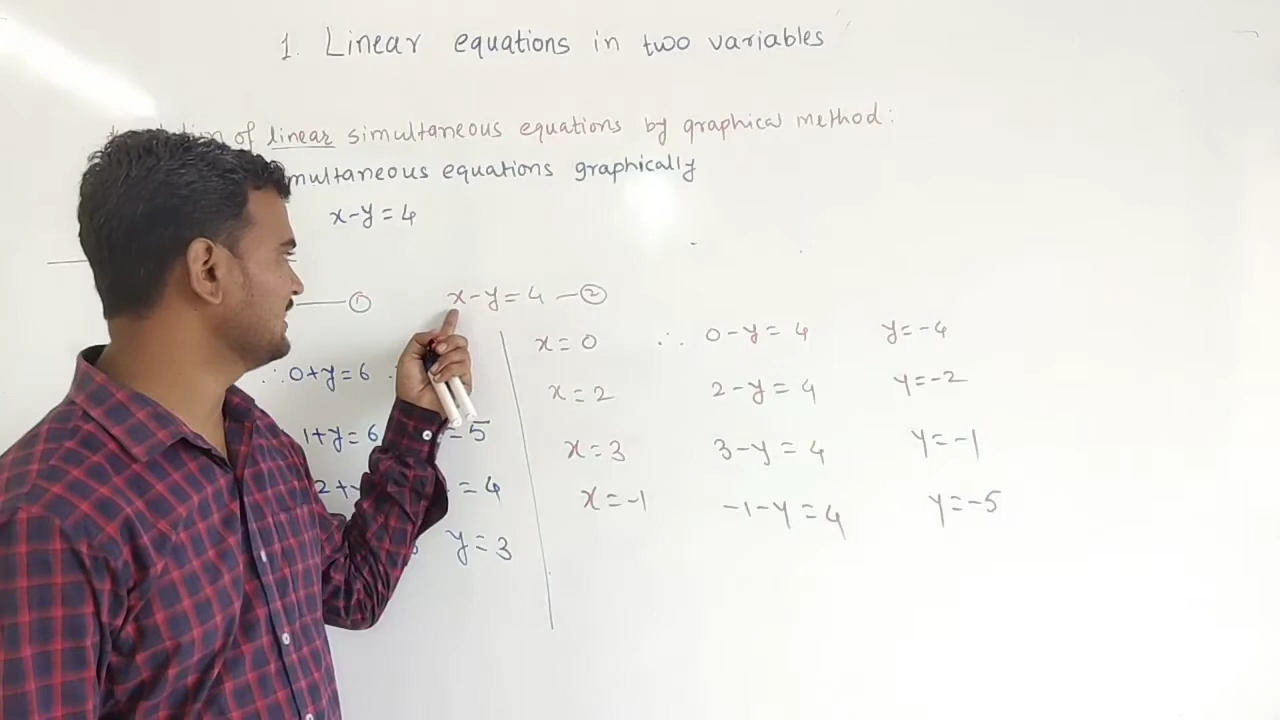 1. Linear equations in two variables
of linear simultaneous equations by graphical method:
equations graphically
x-y=4
① x-y=4 —②
x=0 ∴ 0-y=4 y=-4
∴0+y=6
x=2 2-y=4 y=-2
1+y=6 =5
x=3 3-y=4 y=-1
2+ =4
x=-1 -1-y=4 y=-5
y=3